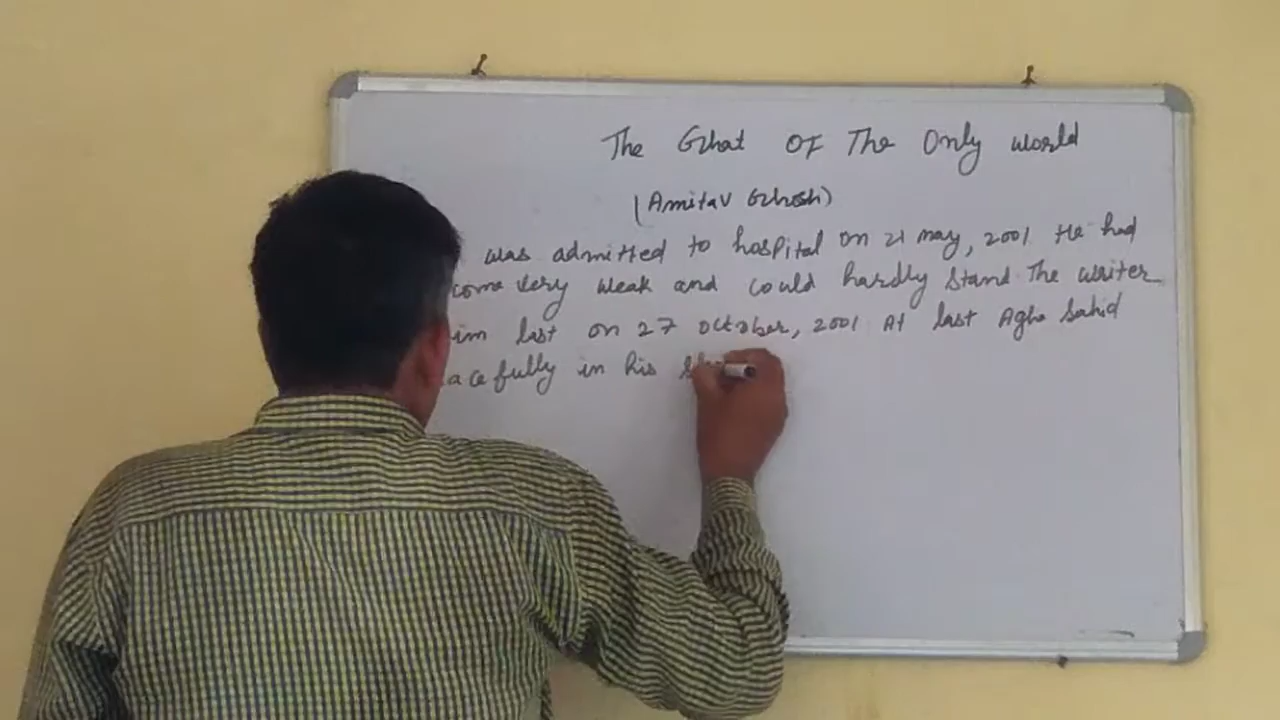 The Ghat Of The Only World
(Amitav Ghosh)
was admitted to hospital on 21 may, 2001 He had
come very weak and could hardly stand. The writer
im last on 27 october, 2001 At last Agha Sahid
acefully in his